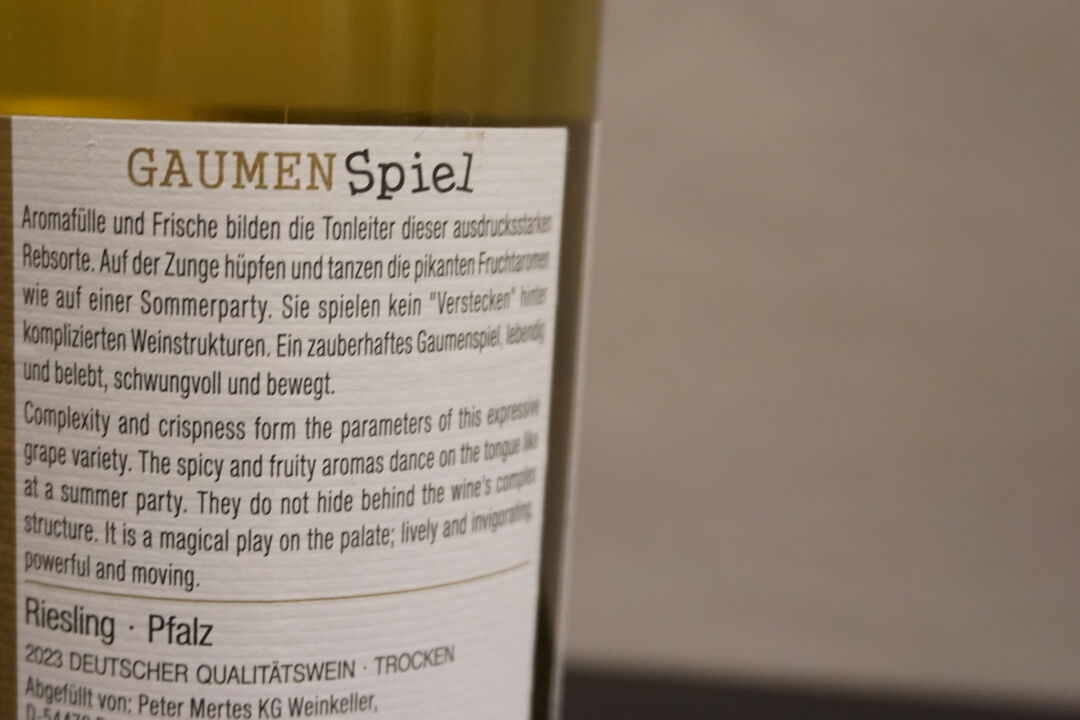 GAUMEN Spiel
Aromafülle und Frische bilden die Tonleiter dieser ausdrucksstarken
Rebsorte. Auf der Zunge hüpfen und tanzen die pikanten Fruchtaromen
wie auf einer Sommerparty. Sie spielen kein "Verstecken" hinter
komplizierten Weinstrukturen. Ein zauberhaftes Gaumenspiel, lebendig
und belebt, schwungvoll und bewegt.
Complexity and crispness form the parameters of this expressive
grape variety. The spicy and fruity aromas dance on the tongue like
at a summer party. They do not hide behind the wine's complex
structure. It is a magical play on the palate; lively and invigorating,
powerful and moving.
Riesling · Pfalz
2023 DEUTSCHER QUALITÄTSWEIN · TROCKEN
Abgefüllt von: Peter Mertes KG Weinkeller,